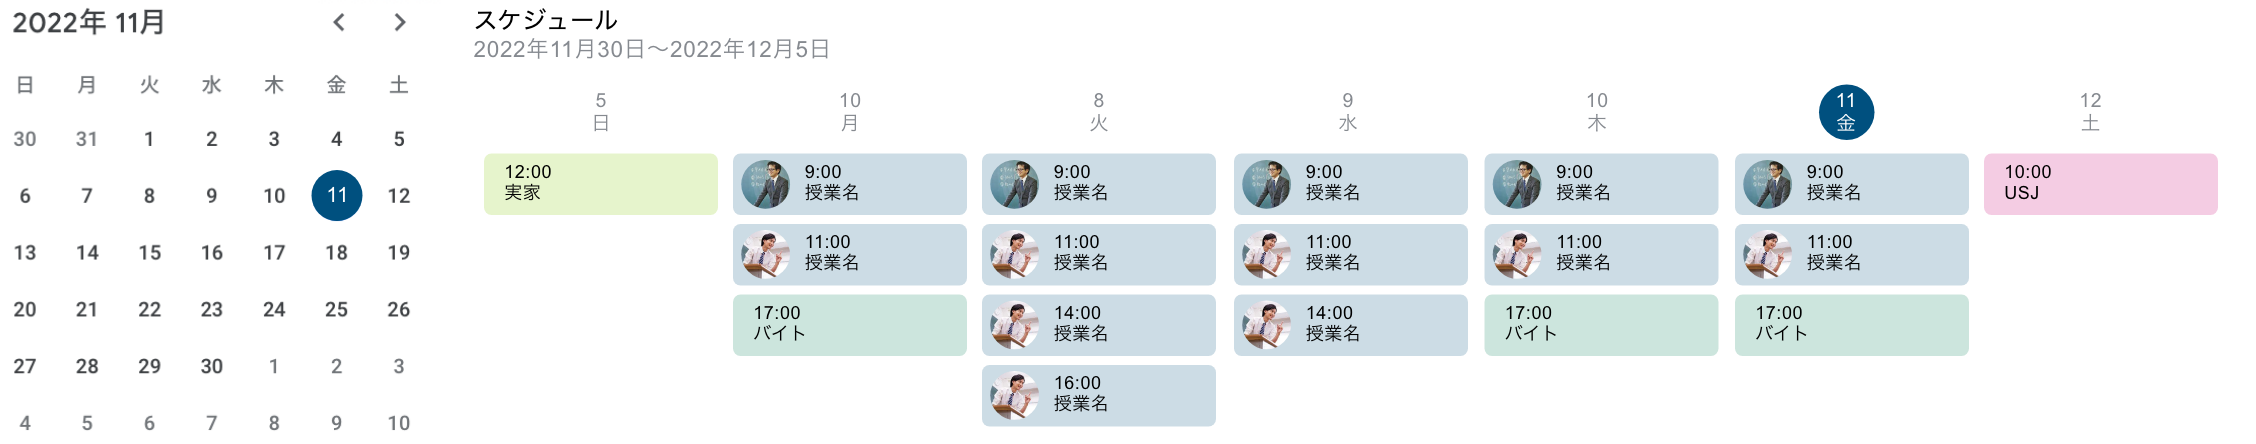 2022年 11月
日 月 火 水 木 金 土
30 31 1 2 3 4 5
6 7 8 9 10 11 12
13 14 15 16 17 18 19
20 21 22 23 24 25 26
27 28 29 30 1 2 3
4 5 6 7 8 9 10
スケジュール
2022年11月30日〜2022年12月5日
5 10 8 9 10 11 12
日 月 火 水 木 金 土
12:00 9:00 9:00 9:00 9:00 9:00 10:00
実家 授業名 授業名 授業名 授業名 授業名 USJ
11:00 11:00 11:00 11:00 11:00
授業名 授業名 授業名 授業名 授業名
17:00 14:00 14:00 17:00 17:00
バイト 授業名 授業名 バイト バイト
16:00
授業名